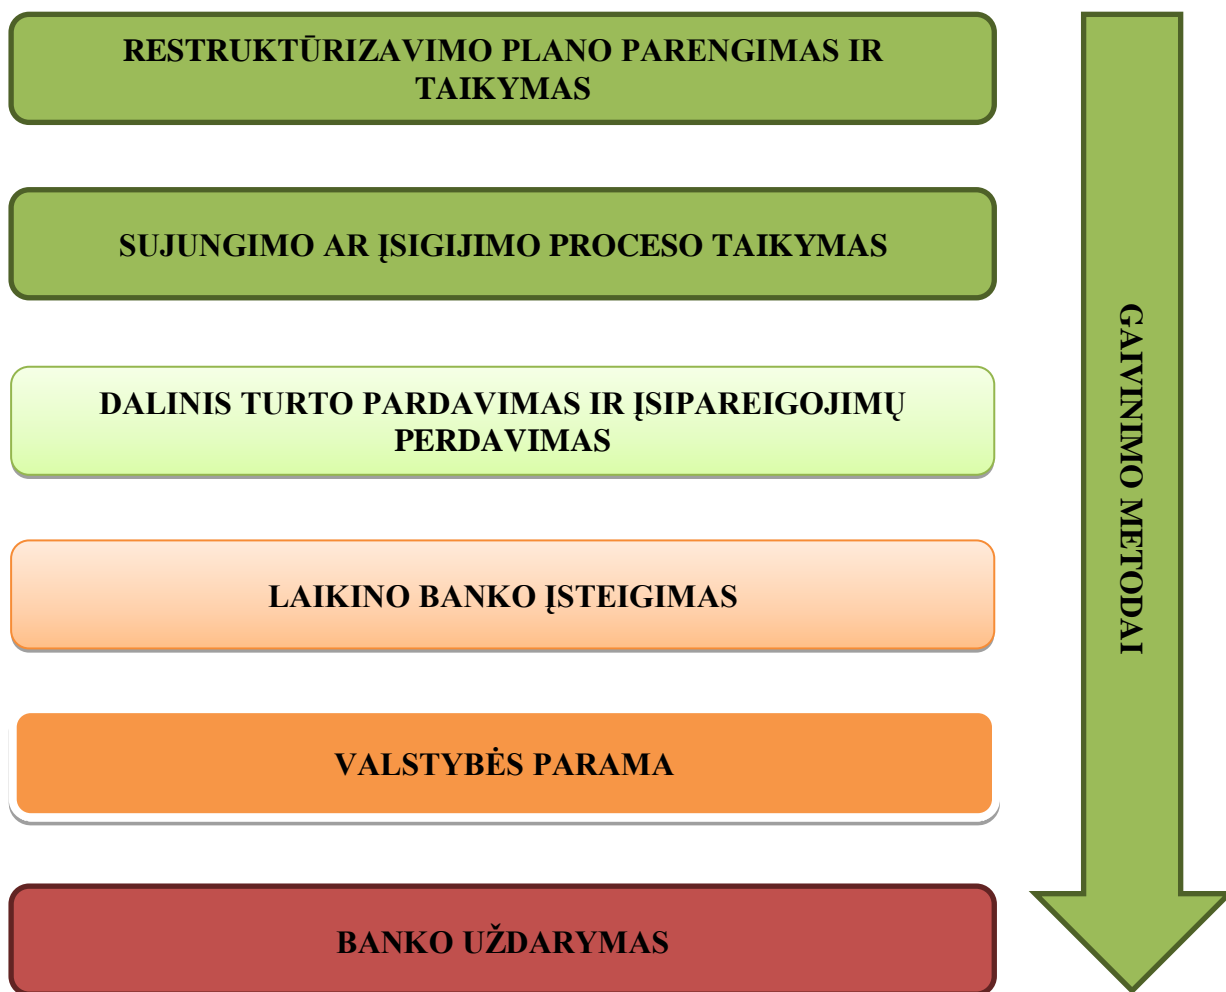 RESTRUKTŪRIZAVIMO PLANO PARENGIMAS IR
TAIKYMAS
SUJUNGIMO AR ĮSIGIJIMO PROCESO TAIKYMAS
DALINIS TURTO PARDAVIMAS IR ĮSIPAREIGOJIMŲ
PERDAVIMAS
LAIKINO BANKO ĮSTEIGIMAS
VALSTYBĖS PARAMA
BANKO UŽDARYMAS
GAIVINIMO METODAI